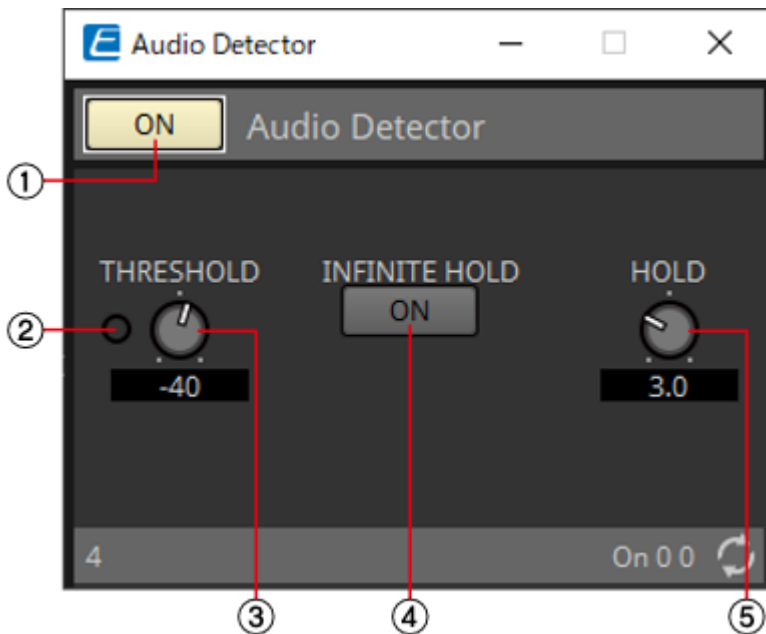 Audio Detector
ON Audio Detector
①
THRESHOLD INFINITE HOLD HOLD
② ON
-40 3.0
4 On 0 0
③ ④ ⑤